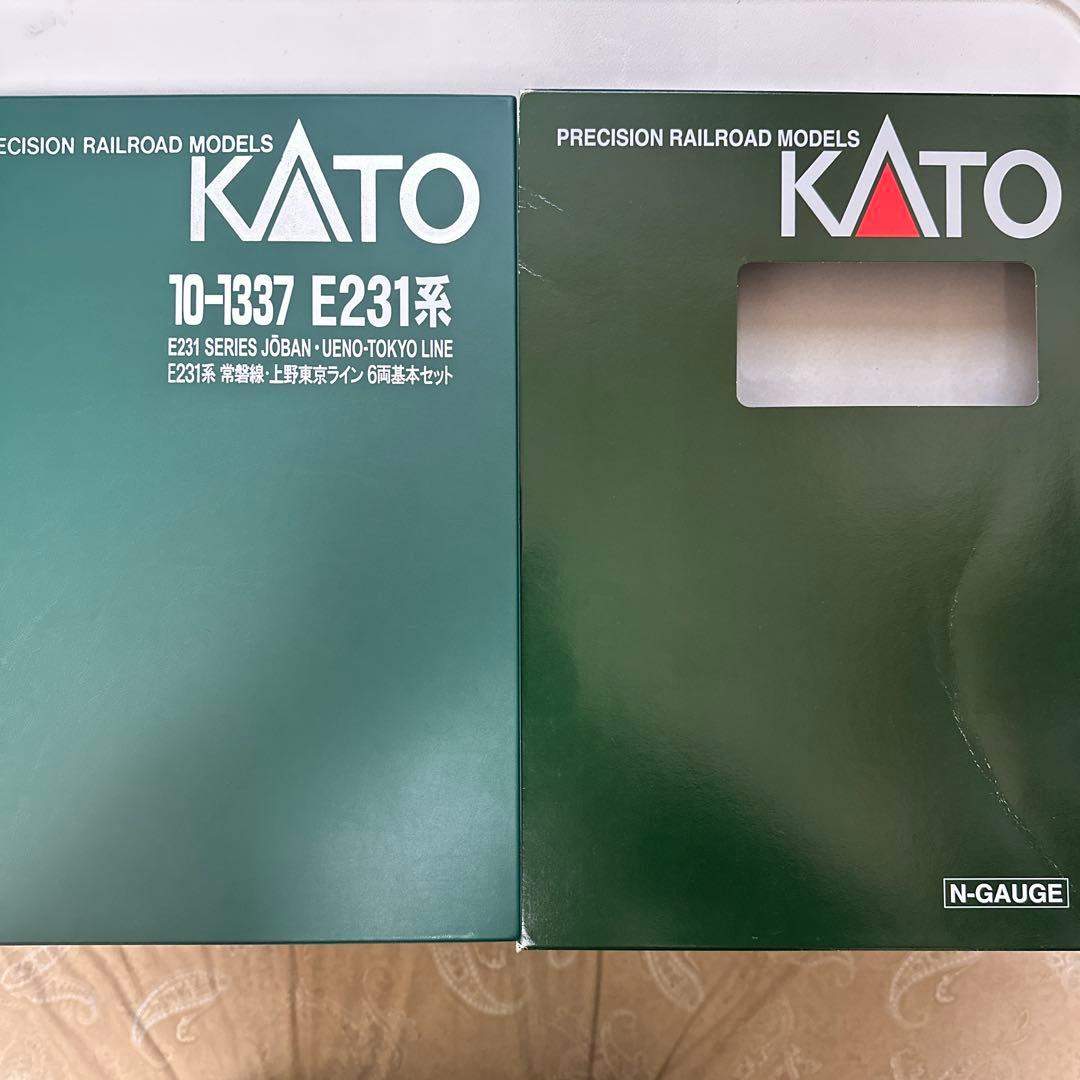 ECISION RAILROAD MODELS
KATO
10-1337 E231系
E231 SERIES JŌBAN・UENO-TOKYO LINE
E231系 常磐線・上野東京ライン 6両基本セット
PRECISION RAILROAD MODELS
KATO
N-GAUGE